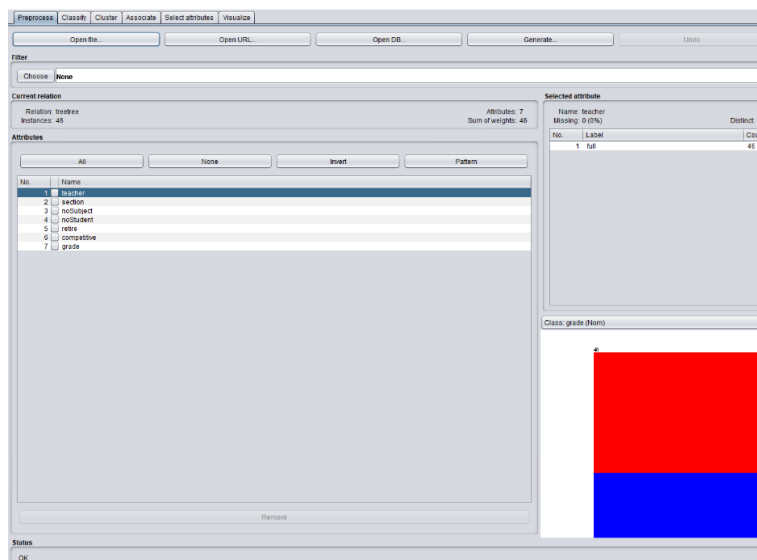 Preprocess Classify Cluster Associate Select attributes Visualize
Open file... Open URL... Open DB... Generate... Undo
Filter
Choose None
Current relation
Relation: treetree Attributes: 7
Instances: 46 Sum of weights: 46
Attributes
All None Invert Pattern
No. Name
1 teacher
2 section
3 noSubject
4 noStudent
5 retire
6 competitive
7 grade
Remove
Status
OK
Selected attribute
Name: teacher
Missing: 0 (0%) Distinct:
No. Label Cou
1 full 46
Class: grade (Nom)